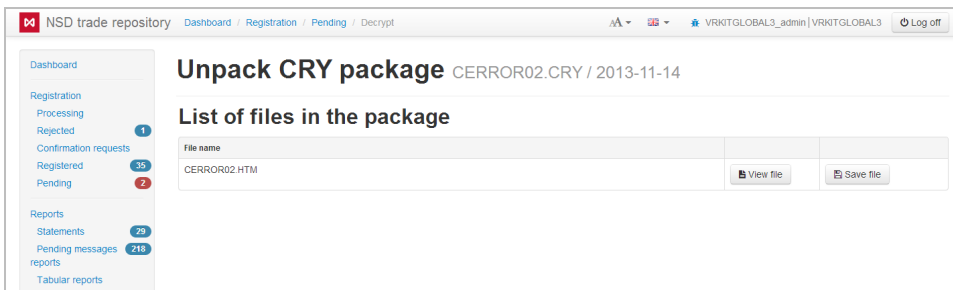 NSD trade repository Dashboard / Registration / Pending / Decrypt AA VRKITGLOBAL3_admin | VRKITGLOBAL3 Log off
Dashboard
Registration
Processing
Rejected 1
Confirmation requests
Registered 35
Pending 2
Reports
Statements 29
Pending messages 218
reports
Tabular reports
Unpack CRY package CERROR02.CRY / 2013-11-14
List of files in the package
File name
CERROR02.HTM View file Save file